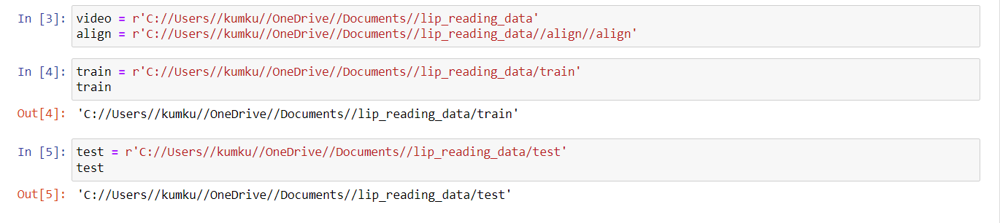 In [3]: video = r'C://Users//kumku//OneDrive//Documents//lip_reading_data'
align = r'C://Users//kumku//OneDrive//Documents//lip_reading_data//align//align'
In [4]: train = r'C://Users//kumku//OneDrive//Documents//lip_reading_data/train'
train
Out[4]: 'C://Users//kumku//OneDrive//Documents//lip_reading_data/train'
In [5]: test = r'C://Users//kumku//OneDrive//Documents//lip_reading_data/test'
test
Out[5]: 'C://Users//kumku//OneDrive//Documents//lip_reading_data/test'